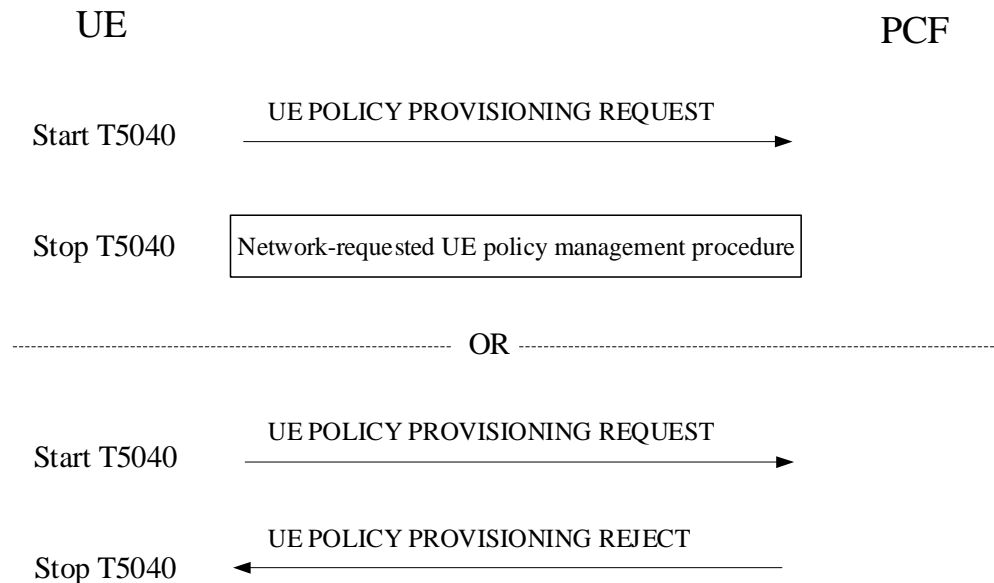 UE
PCF
Start T5040
UE POLICY PROVISIONING REQUEST
Stop T5040
Network-requested UE policy management procedure
OR
Start T5040
UE POLICY PROVISIONING REQUEST
Stop T5040
UE POLICY PROVISIONING REJECT